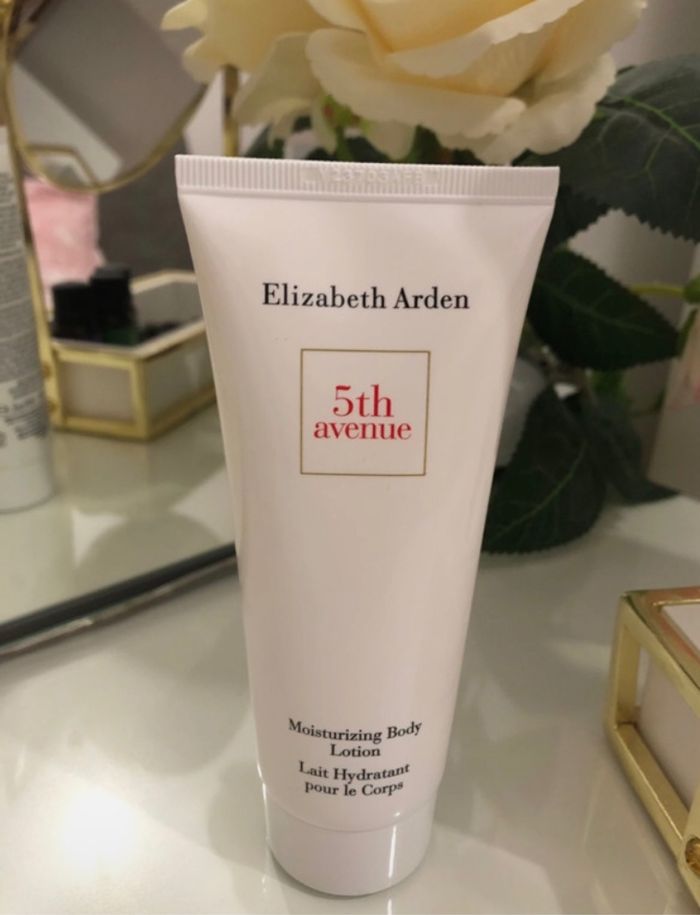 Elizabeth Arden
5th
avenue
Moisturizing Body
Lotion
Lait Hydratant
pour le Corps